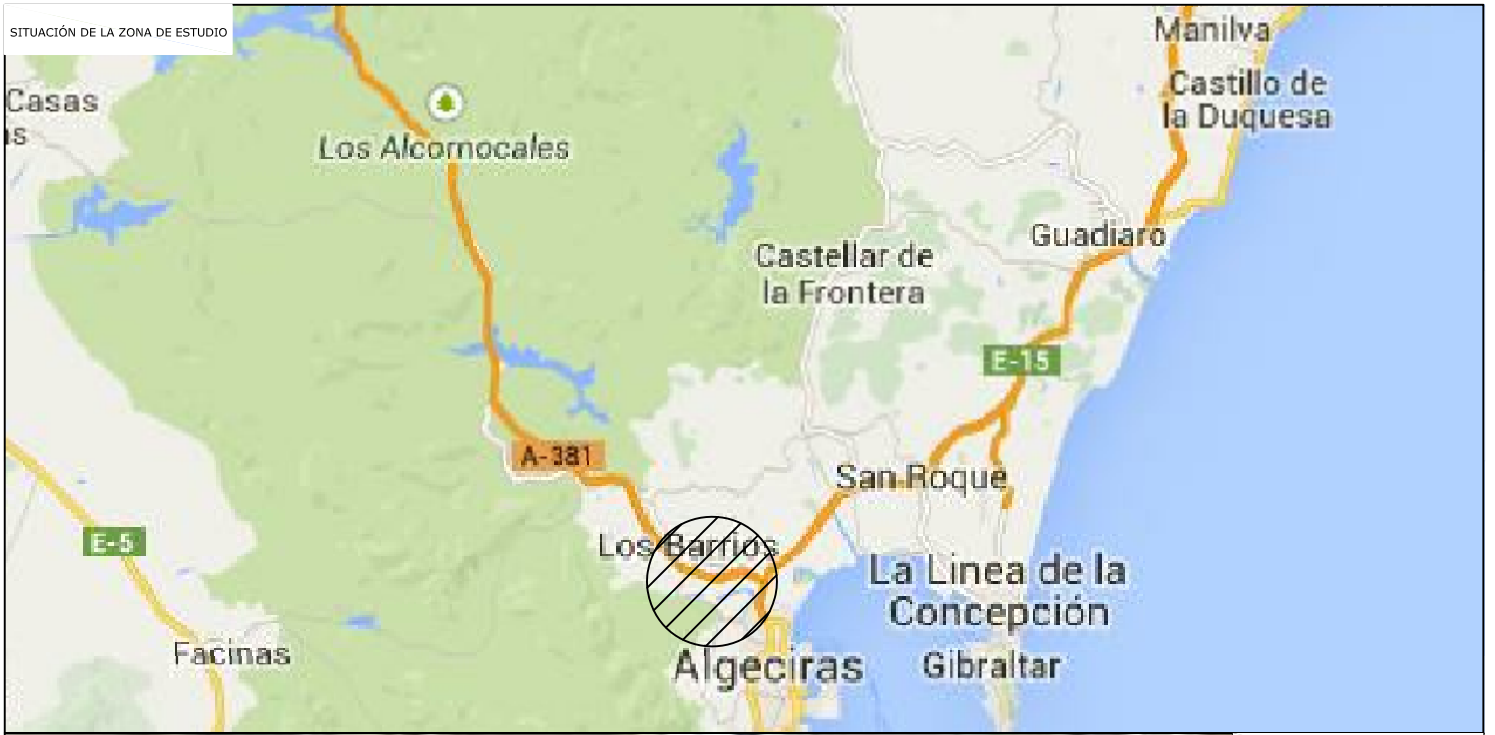 SITUACIÓN DE LA ZONA DE ESTUDIO
Manilva
Castillo de
la Duquesa
Casas
Los Alcornocales
Guadiaro
Castellar de
la Frontera
E-15
A-381
San Roque
E-5
Los Barrios
La Linea de la
Concepción
Facinas
Algeciras
Gibraltar